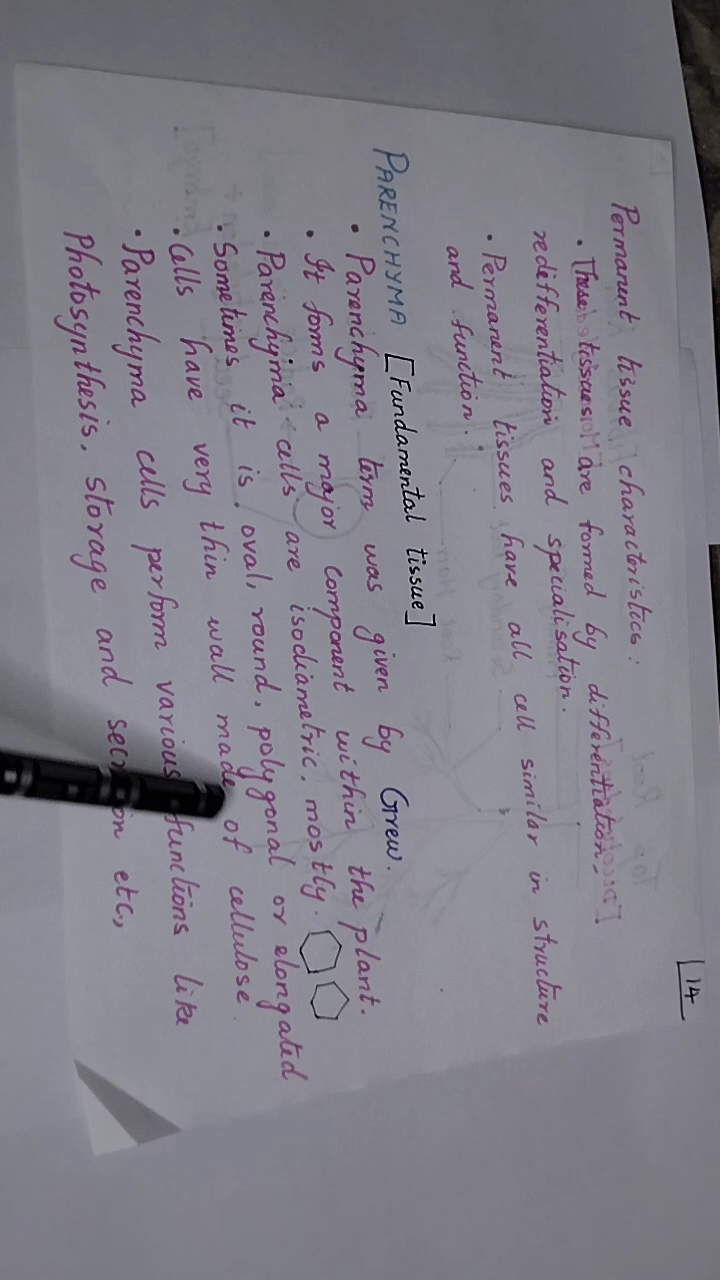 14
Permanent tissue characteristics:
• These tissues are formed by differentiation,
redifferentiation and specialisation.
• Permanent tissues have all cell similar in structure
and function.
PARENCHYMA [Fundamental tissue]
• Parenchyma term was given by Grew.
• It forms a major component within the plant.
• Parenchyma cells are isodiametric, mostly.
• Sometimes it is oval, round, polygonal or elongated
• Cells have very thin wall made of cellulose.
• Parenchyma cells perform various functions like
Photosynthesis, storage and etc,